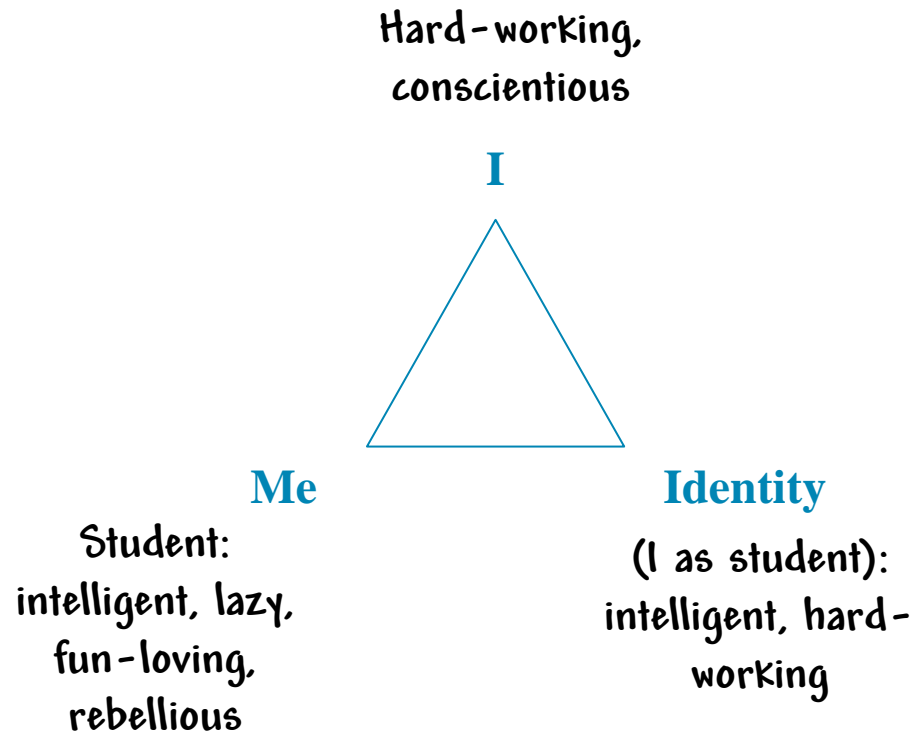 Hard-working,
conscientious
I
Me
Student:
intelligent, lazy,
fun-loving,
rebellious
Identity
(I as student):
intelligent, hard-
working